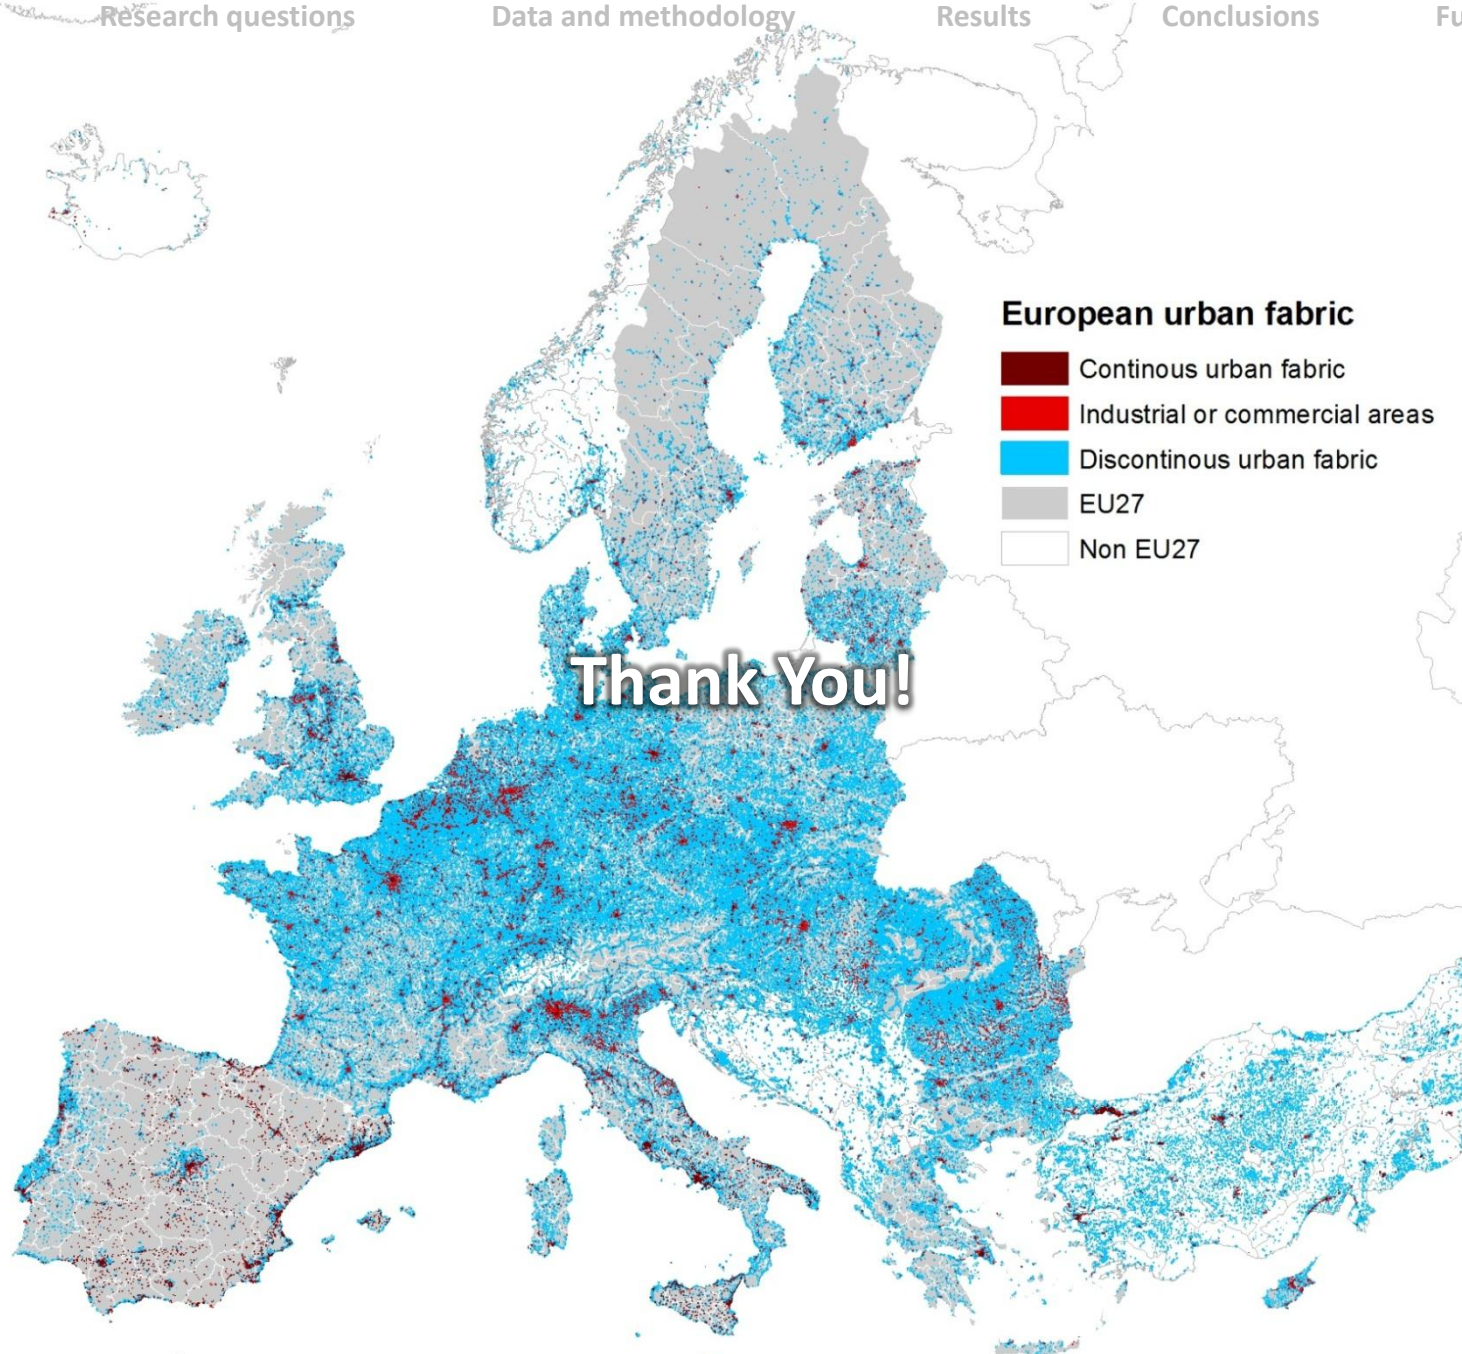 Research questions Data and methodology Results Conclusions
European urban fabric
Continous urban fabric
Industrial or commercial areas
Discontinous urban fabric
EU27
Non EU27
Thank You!